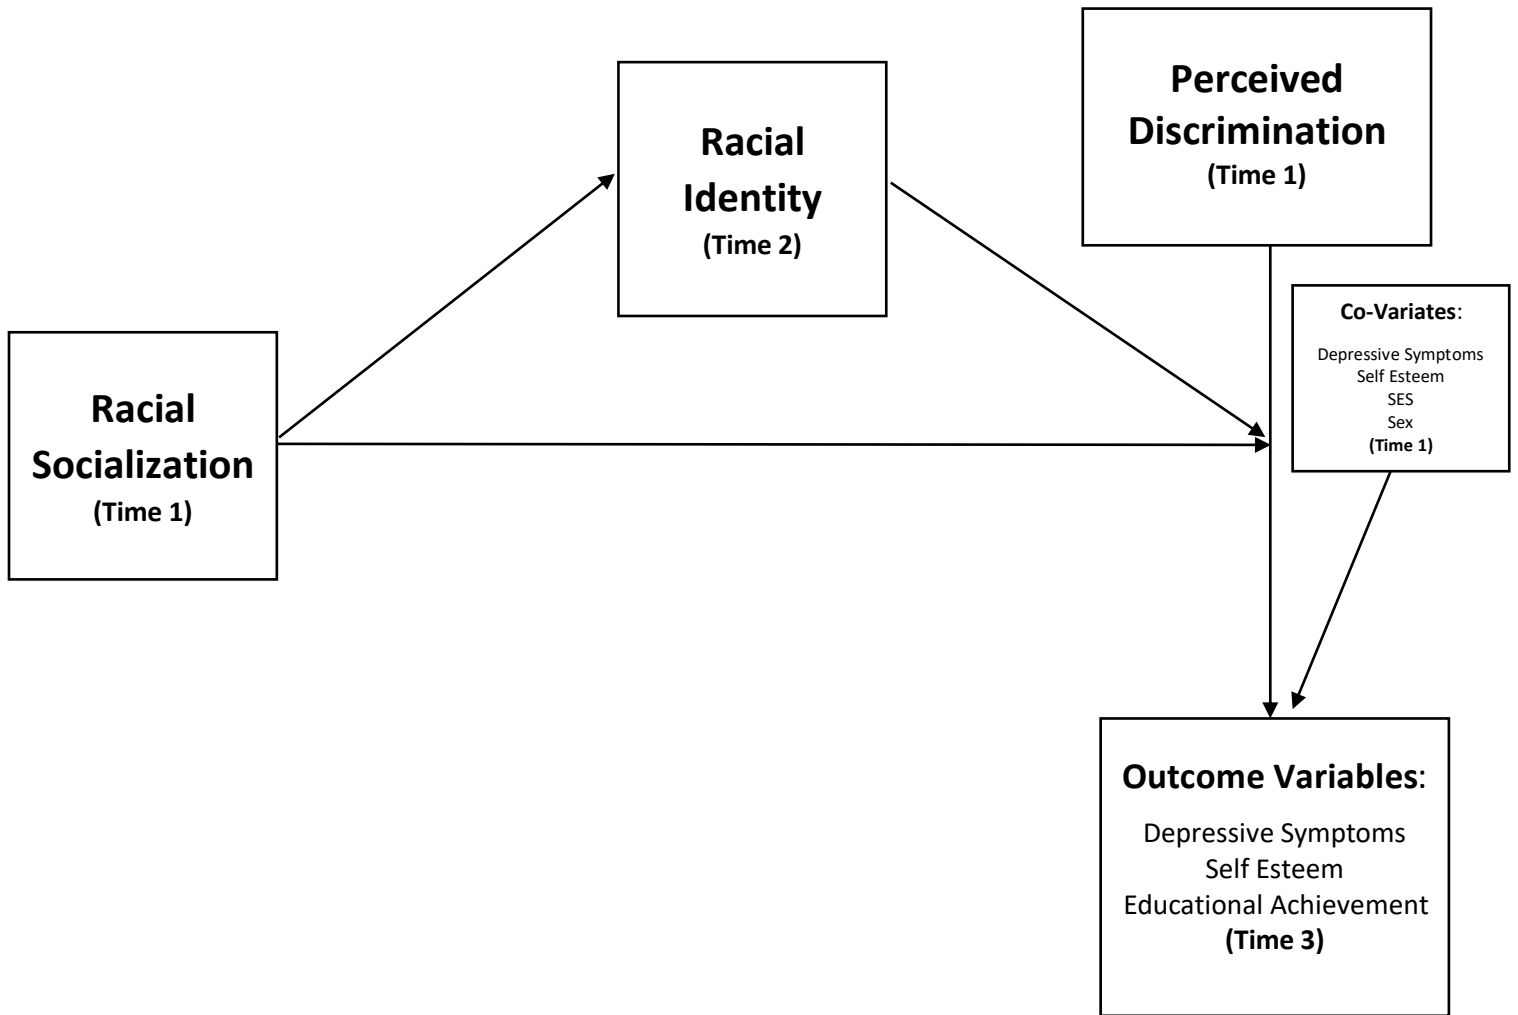 Perceived
Discrimination
(Time 1)
Racial
Identity
(Time 2)
Co-Variates:
Depressive Symptoms
Self Esteem
SES
Sex
(Time 1)
Racial
Socialization
(Time 1)
Outcome Variables:
Depressive Symptoms
Self Esteem
Educational Achievement
(Time 3)